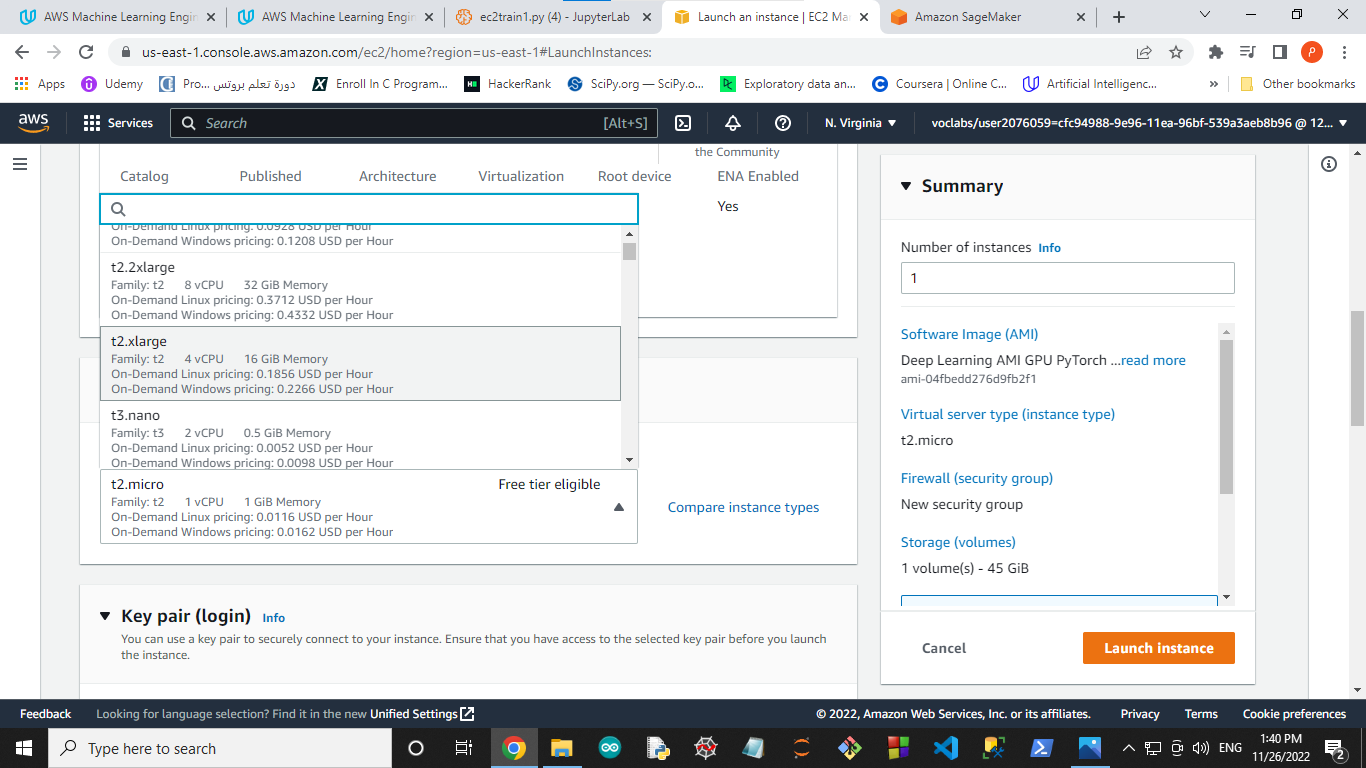 AWS Machine Learning Engin
AWS Machine Learning Engin
ec2train1.py (4) - JupyterLab
Launch an instance | EC2 Ma
Amazon SageMaker
us-east-1.console.aws.amazon.com/ec2/home?region=us-east-1#LaunchInstances:
P
Apps
Udemy
Pro... دورة تعلم بروتس
Enroll In C Program...
HackerRank
SciPy.org — SciPy.o...
Exploratory data an...
Coursera | Online C...
Artificial Intelligenc...
»
Other bookmarks
aws
Services
Search
[Alt+S]
N. Virginia
voclabs/user2076059=cfc94988-9e96-11ea-96bf-539a3aeb8b96 @ 12...
the Community
Catalog
Published
Architecture
Virtualization
Root device
ENA Enabled
Yes
On-Demand Linux pricing: 0.0928 USD per Hour
On-Demand Windows pricing: 0.1208 USD per Hour
t2.2xlarge
Family: t2 8 vCPU 32 GiB Memory
On-Demand Linux pricing: 0.3712 USD per Hour
On-Demand Windows pricing: 0.4332 USD per Hour
t2.xlarge
Family: t2 4 vCPU 16 GiB Memory
On-Demand Linux pricing: 0.1856 USD per Hour
On-Demand Windows pricing: 0.2266 USD per Hour
t3.nano
Family: t3 2 vCPU 0.5 GiB Memory
On-Demand Linux pricing: 0.0052 USD per Hour
On-Demand Windows pricing: 0.0098 USD per Hour
t2.micro
Free tier eligible
Family: t2 1 vCPU 1 GiB Memory
On-Demand Linux pricing: 0.0116 USD per Hour
On-Demand Windows pricing: 0.0162 USD per Hour
Compare instance types
Key pair (login) Info
You can use a key pair to securely connect to your instance. Ensure that you have access to the selected key pair before you launch
the instance.
Summary
Number of instances Info
1
Software Image (AMI)
Deep Learning AMI GPU PyTorch ...read more
ami-04fbedd276d9fb2f1
Virtual server type (instance type)
t2.micro
Firewall (security group)
New security group
Storage (volumes)
1 volume(s) - 45 GiB
Cancel
Launch instance
Feedback
Looking for language selection? Find it in the new Unified Settings
© 2022, Amazon Web Services, Inc. or its affiliates.
Privacy
Terms
Cookie preferences
Type here to search
ENG
1:40 PM
11/26/2022
2